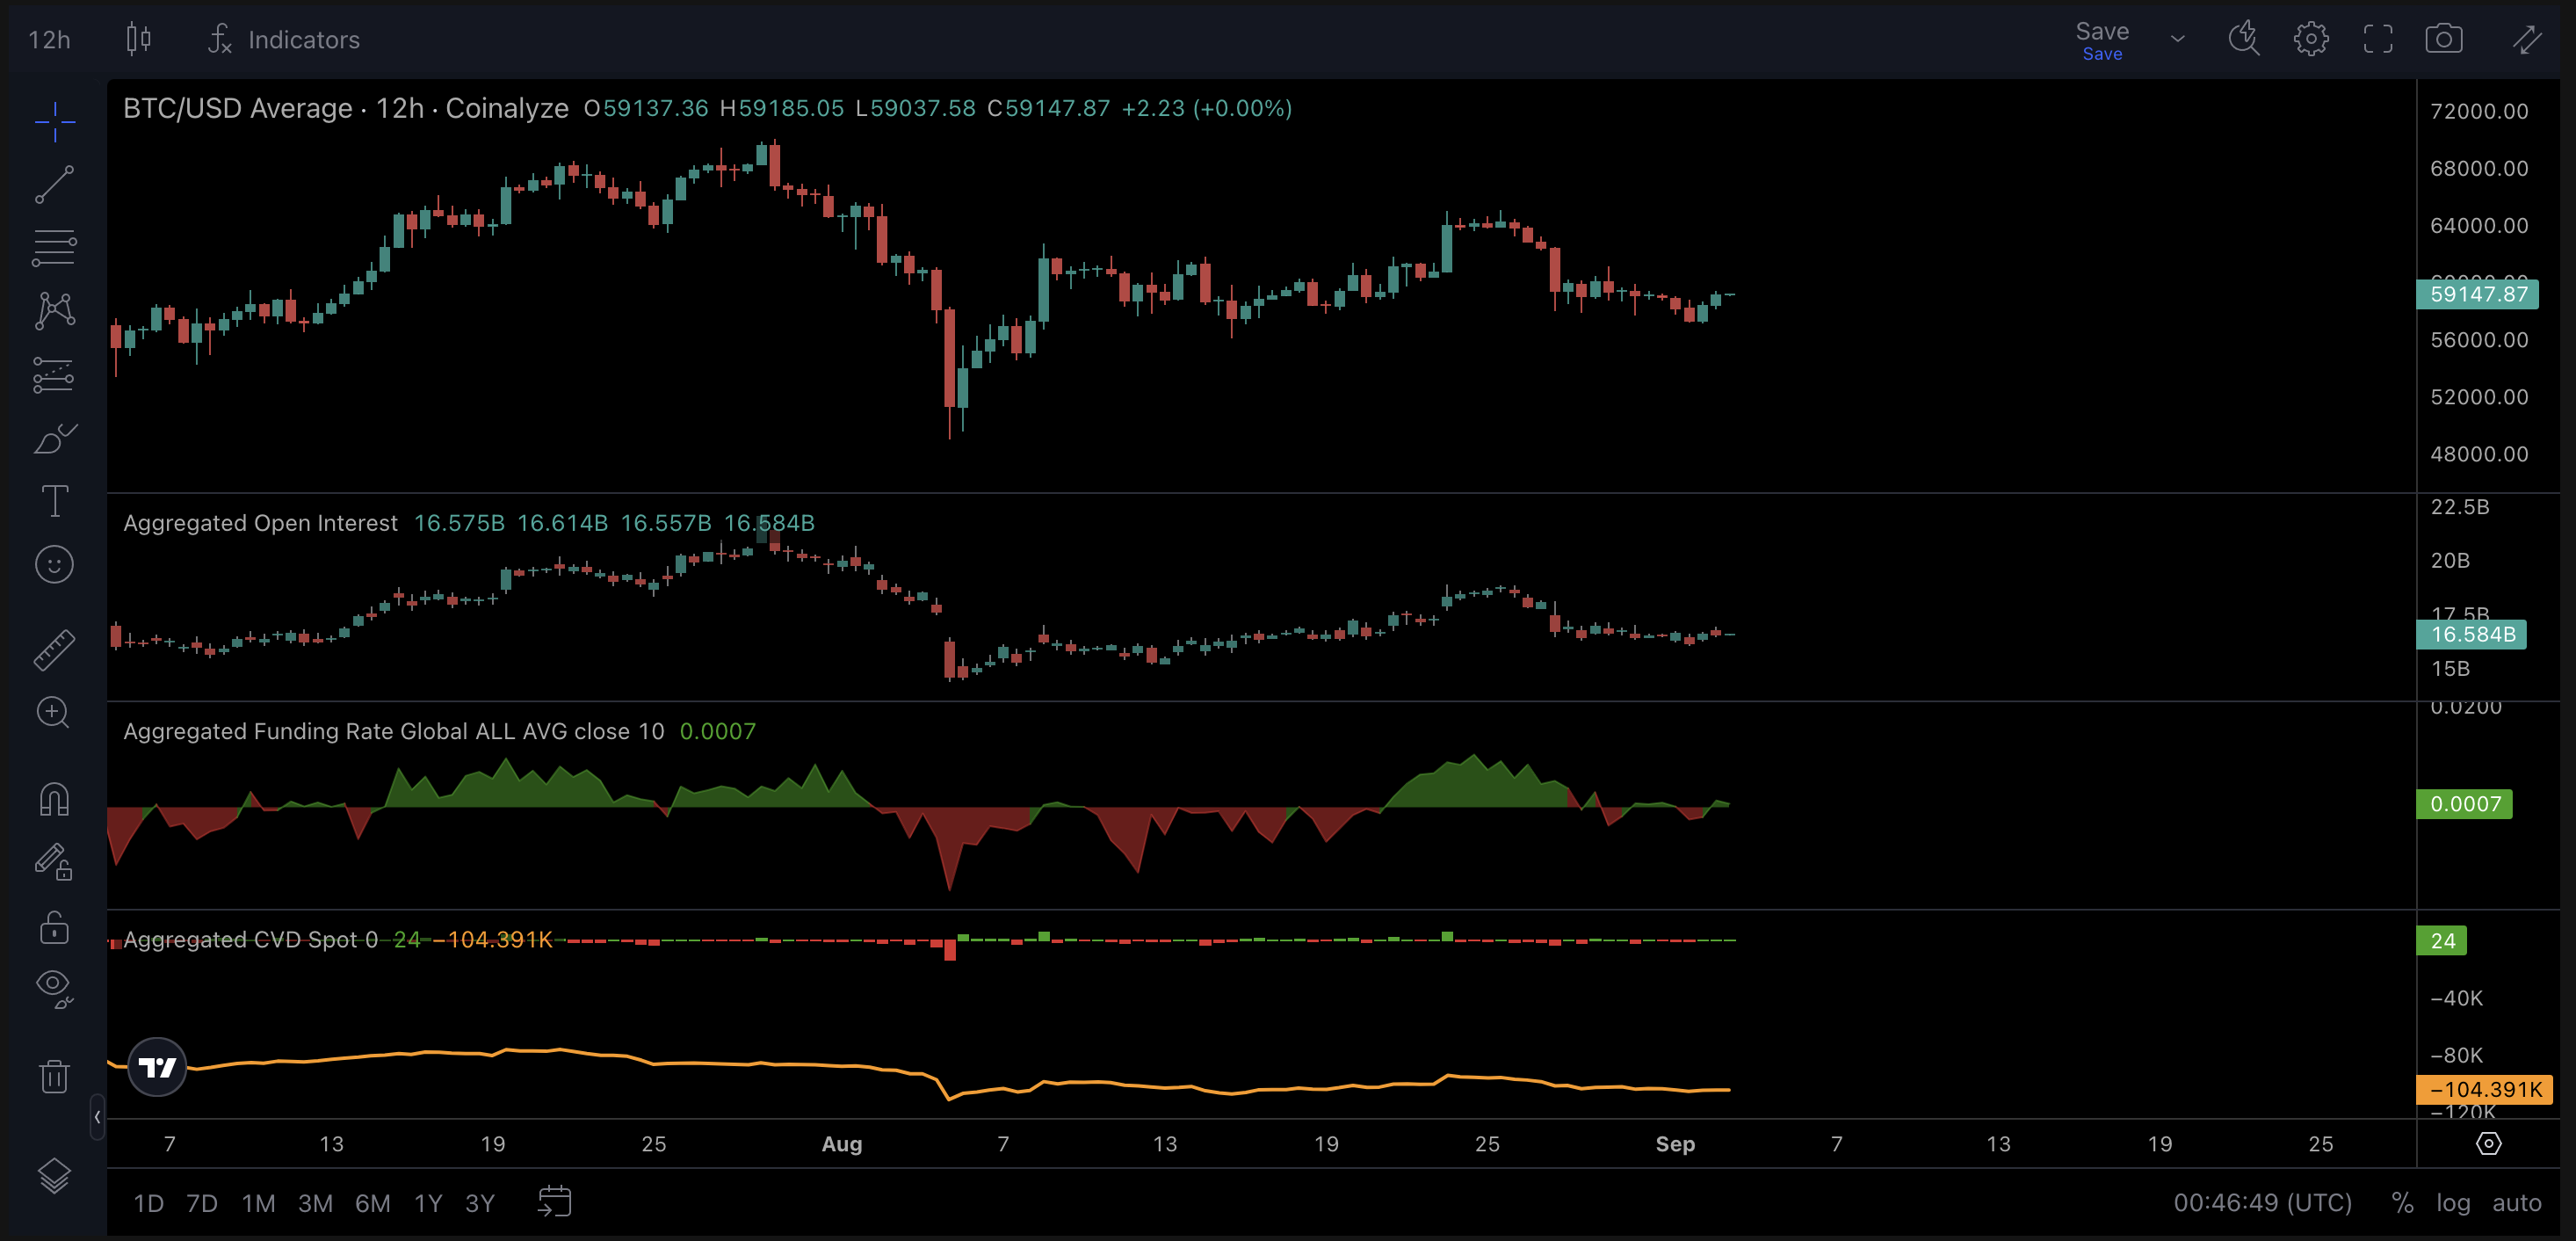 12h Indicators Save
Save
BTC/USD Average · 12h · Coinalyze O59137.36 H59185.05 L59037.58 C59147.87 +2.23 (+0.00%)
72000.00
68000.00
64000.00
59147.87
56000.00
52000.00
48000.00
Aggregated Open Interest 16.575B 16.614B 16.557B 16.584B
22.5B
20B
17.5B
16.584B
15B
0.0200
Aggregated Funding Rate Global ALL AVG close 10 0.0007
0.0007
Aggregated CVD Spot 0 24 −104.391K
24
−40K
−80K
−104.391K
−120K
7 13 19 25 Aug 7 13 19 25 Sep 7 13 19 25
1D 7D 1M 3M 6M 1Y 3Y 00:46:49 (UTC) % log auto